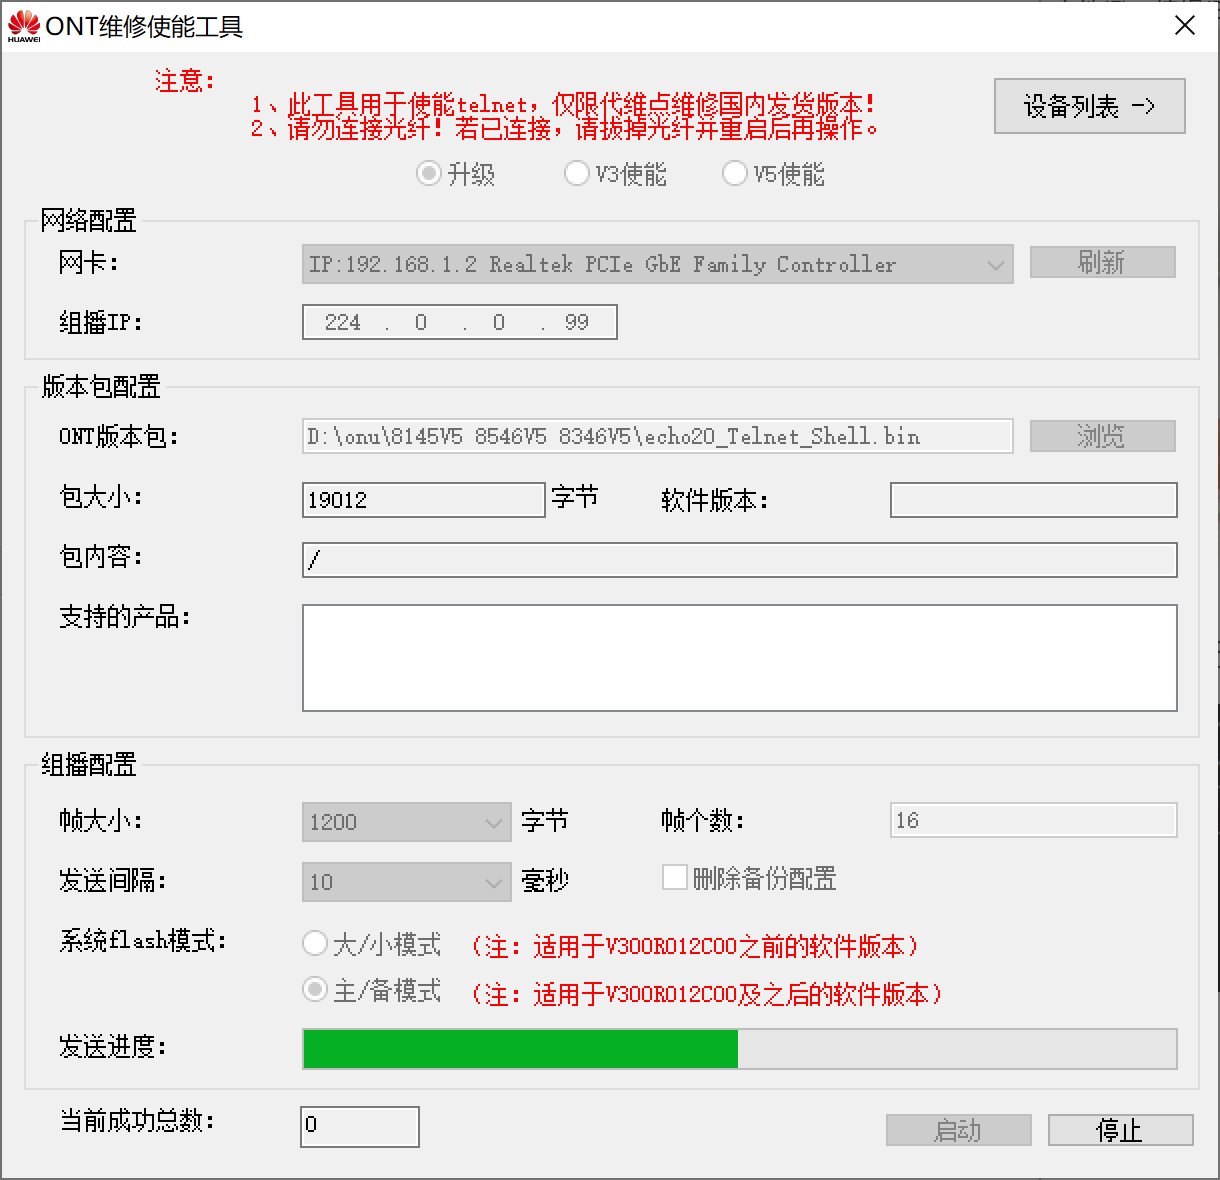 HUAWEI ONT维修使能工具
注意:
1、此工具用于使能telnet，仅限代维点维修国内发货版本!
2、请勿连接光纤! 若已连接，请拔掉光纤并重启后再操作。
设备列表 ->
升级 V3使能 V5使能
网络配置
网卡: IP:192.168.1.2 Realtek PCIe GbE Family Controller 刷新
组播IP: 224 . 0 . 0 . 99
版本包配置
ONT版本包: D:\onu\8145V5 8546V5 8346V5\echo20_Telnet_Shell.bin 浏览
包大小: 19012 字节 软件版本:
包内容: /
支持的产品:
组播配置
帧大小: 1200 字节 帧个数: 16
发送间隔: 10 毫秒 删除备份配置
系统flash模式: 大/小模式 (注: 适用于V300R012C00之前的软件版本)
主/备模式 (注: 适用于V300R012C00及之后的软件版本)
发送进度:
当前成功总数: 0 启动 停止